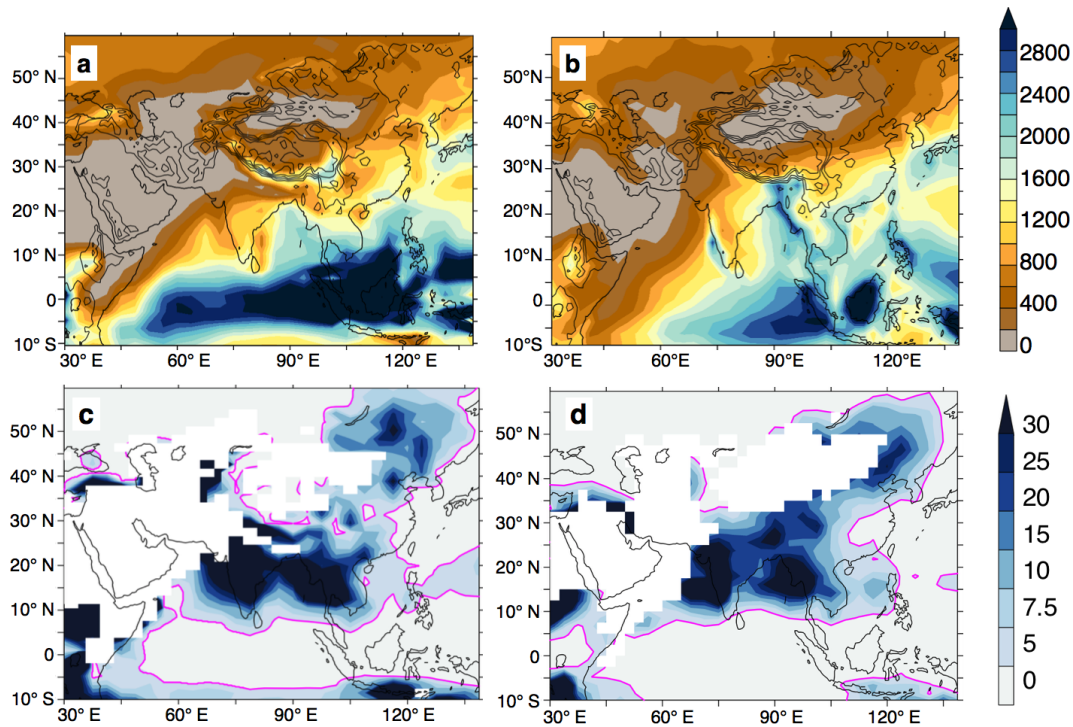 a
50° N
40° N
30° N
20° N
10° N
0
10° S
30° E
60° E
90° E
120° E
b
50° N
40° N
30° N
20° N
10° N
0
10°S
30° E
60° E
90° E
120° E
2800
2400
2000
1600
1200
800
400
0
c
50° N
40° N
30° N
20° N
10° N
0
10° S
30° E
60° E
90° E
120° E
d
50° N
40° N
30° N
20° N
10° N
0
10° S
30° E
60° E
90° E
120° E
30
25
20
15
10
7.5
5
0